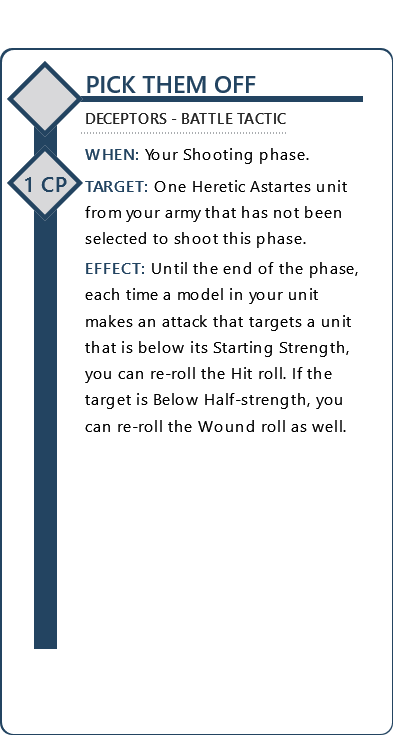 PICK THEM OFF
DECEPTORS - BATTLE TACTIC
WHEN: Your Shooting phase.
1 CP
TARGET: One Heretic Astartes unit
from your army that has not been
selected to shoot this phase.
EFFECT: Until the end of the phase,
each time a model in your unit
makes an attack that targets a unit
that is below its Starting Strength,
you can re-roll the Hit roll. If the
target is Below Half-strength, you
can re-roll the Wound roll as well.